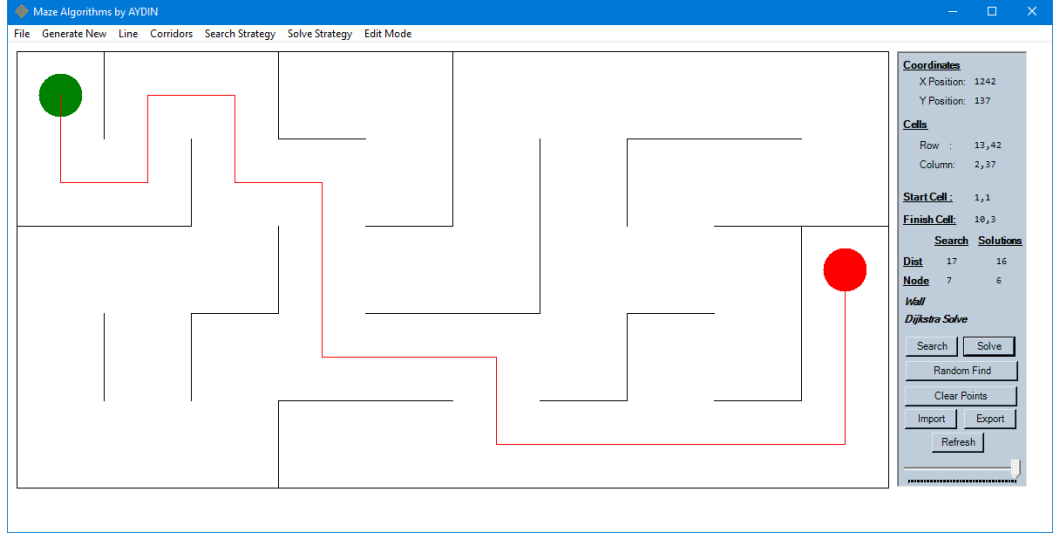 Maze Algorithms by AYDIN
File Generate New Line Corridors Search Strategy Solve Strategy Edit Mode
Coordinates
X Position: 1242
Y Position: 137
Cells
Row : 13,42
Column: 2,37
Start Cell : 1,1
Finish Cell: 10,3
Search Solutions
Dist 17 16
Node 7 6
Wall
Dijkstra Solve
Search Solve
Random Find
Clear Points
Import Export
Refresh